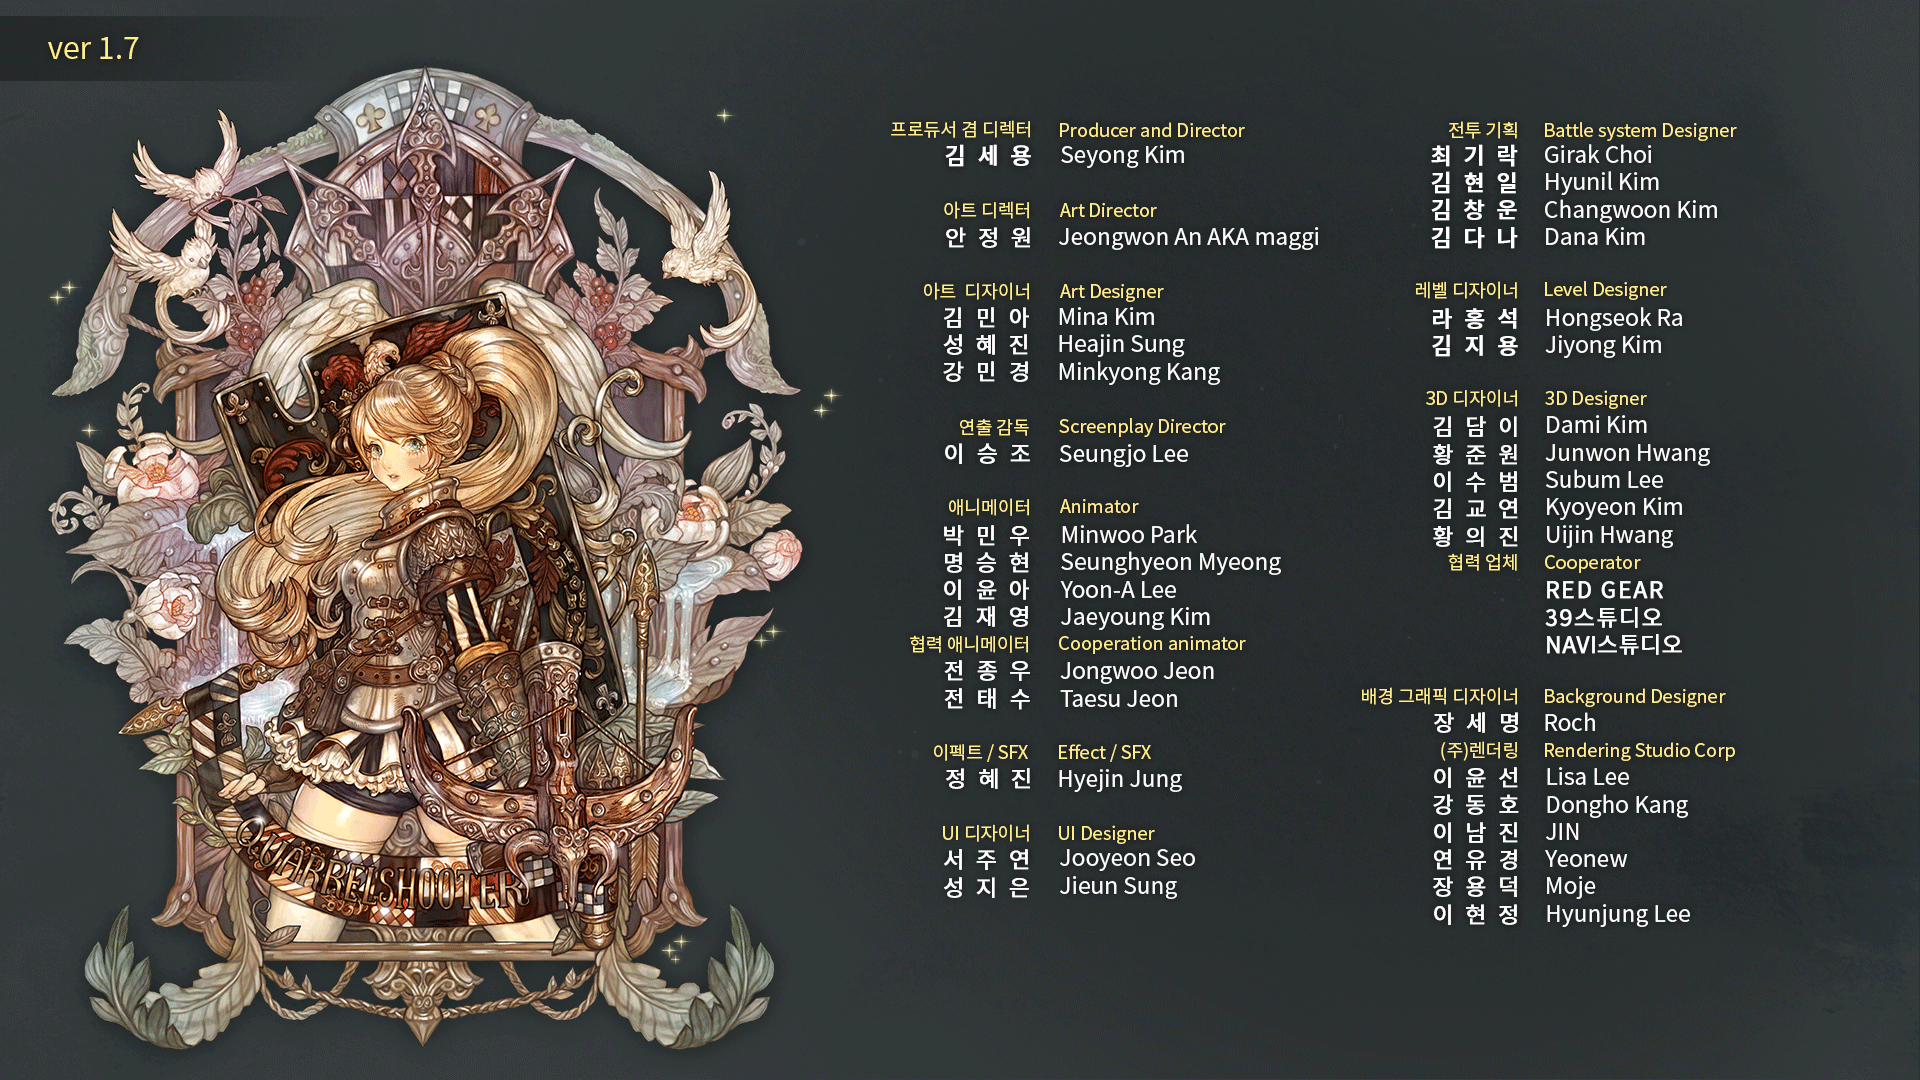 ver 1.7
QUARRELSHOOTER
프로듀서 겸 디렉터 Producer and Director
김 세 용 Seyong Kim
아트 디렉터 Art Director
안 정 원 Jeongwon An AKA maggi
아트 디자이너 Art Designer
김 민 아 Mina Kim
성 혜 진 Heajin Sung
강 민 경 Minkyong Kang
연출 감독 Screenplay Director
이 승 조 Seungjo Lee
애니메이터 Animator
박 민 우 Minwoo Park
명 승 현 Seunghyeon Myeong
이 윤 아 Yoon-A Lee
김 재 영 Jaeyoung Kim
협력 애니메이터 Cooperation animator
전 종 우 Jongwoo Jeon
전 태 수 Taesu Jeon
이펙트 / SFX Effect / SFX
정 혜 진 Hyejin Jung
UI 디자이너 UI Designer
서 주 연 Jooyeon Seo
성 지 은 Jieun Sung
전투 기획 Battle system Designer
최 기 락 Girak Choi
김 현 일 Hyunil Kim
김 창 운 Changwoon Kim
김 다 나 Dana Kim
레벨 디자이너 Level Designer
라 홍 석 Hongseok Ra
김 지 용 Jiyong Kim
3D 디자이너 3D Designer
김 담 이 Dami Kim
황 준 원 Junwon Hwang
이 수 범 Subum Lee
김 교 연 Kyoyeon Kim
황 의 진 Uijin Hwang
협력 업체 Cooperator
RED GEAR
39스튜디오
NAVI스튜디오
배경 그래픽 디자이너 Background Designer
장 세 명 Roch
(주)렌더링 Rendering Studio Corp
이 윤 선 Lisa Lee
강 동 호 Dongho Kang
이 남 진 JIN
연 유 경 Yeonew
장 용 덕 Moje
이 현 정 Hyunjung Lee